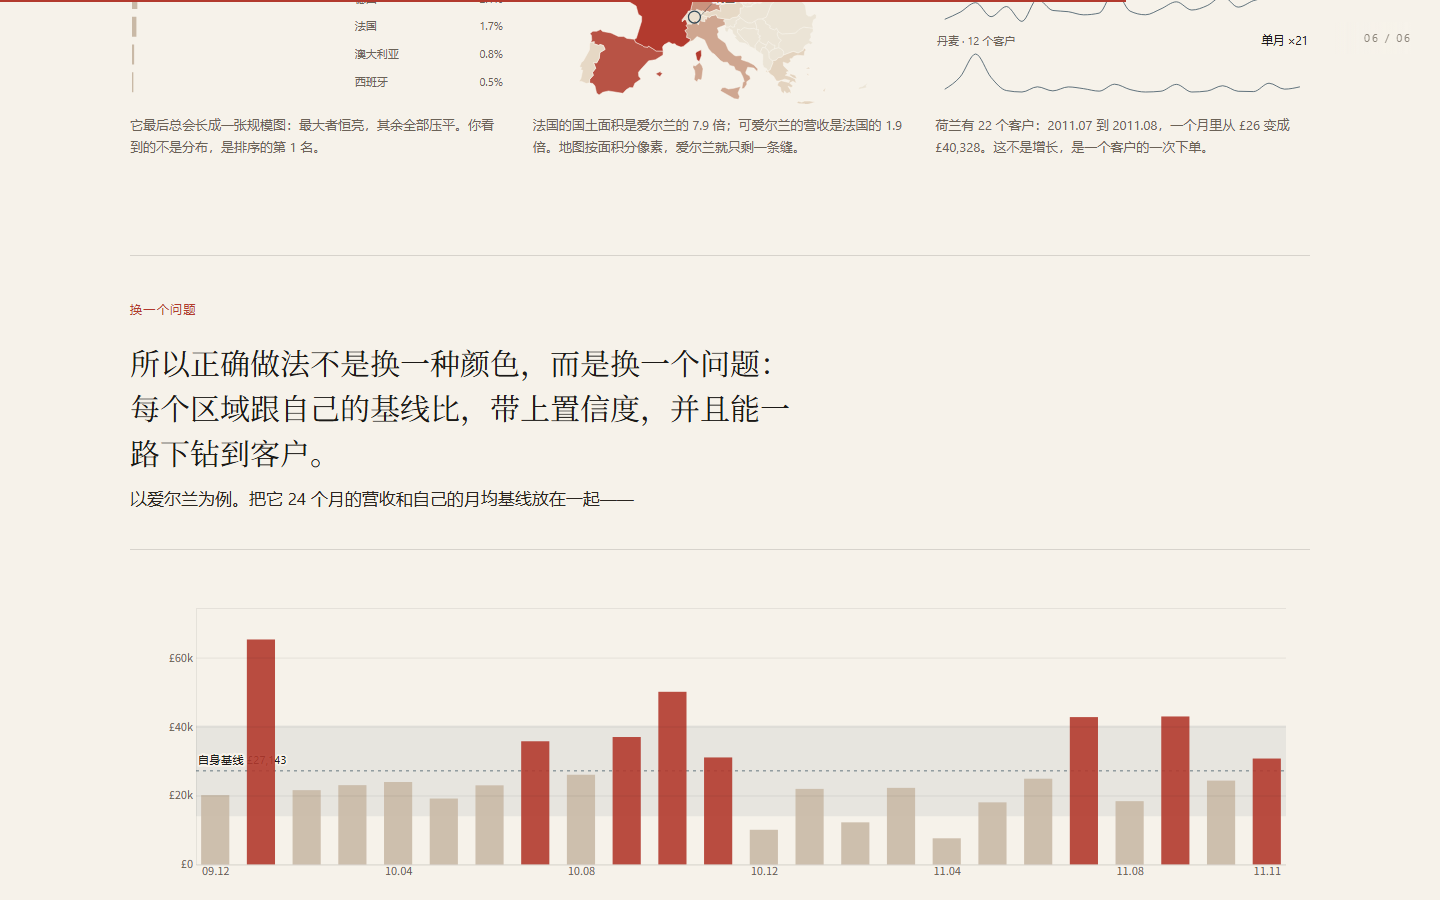 法国 1.7%
澳大利亚 0.8%
西班牙 0.5%
它最后总会长成一张规模图：最大者恒亮，其余全部压平。你看
到的不是分布，是排序的第 1 名。
法国的国土面积是爱尔兰的 7.9 倍；可爱尔兰的营收是法国的 1.9
倍。地图按面积分像素，爱尔兰就只剩一条缝。
丹麦 · 12 个客户 单月 ×21
荷兰有 22 个客户：2011.07 到 2011.08，一个月里从 £26 变成
£40,328。这不是增长，是一个客户的一次下单。
06 / 06
换一个问题
所以正确做法不是换一种颜色，而是换一个问题：
每个区域跟自己的基线比，带上置信度，并且能一
路下钻到客户。
以爱尔兰为例。把它 24 个月的营收和自己的月均基线放在一起——
£60k
£40k
自身基线 £27,143
£20k
£0
09.12 10.04 10.08 10.12 11.04 11.08 11.11